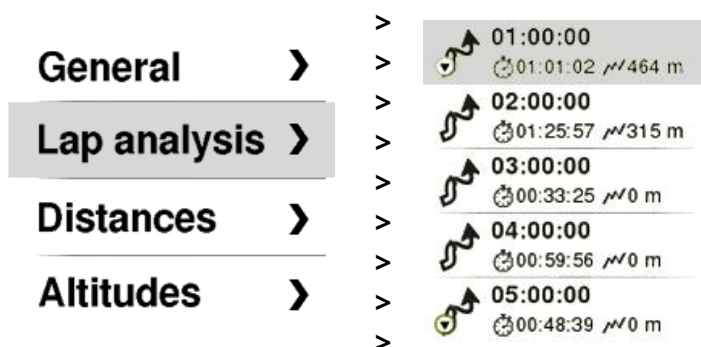 General ❯
Lap analysis ❯
Distances ❯
Altitudes ❯
>
>
>
>
>
>
>
>
>
01:00:00
01:01:02 464 m
02:00:00
01:25:57 315 m
03:00:00
00:33:25 0 m
04:00:00
00:59:56 0 m
05:00:00
00:48:39 0 m